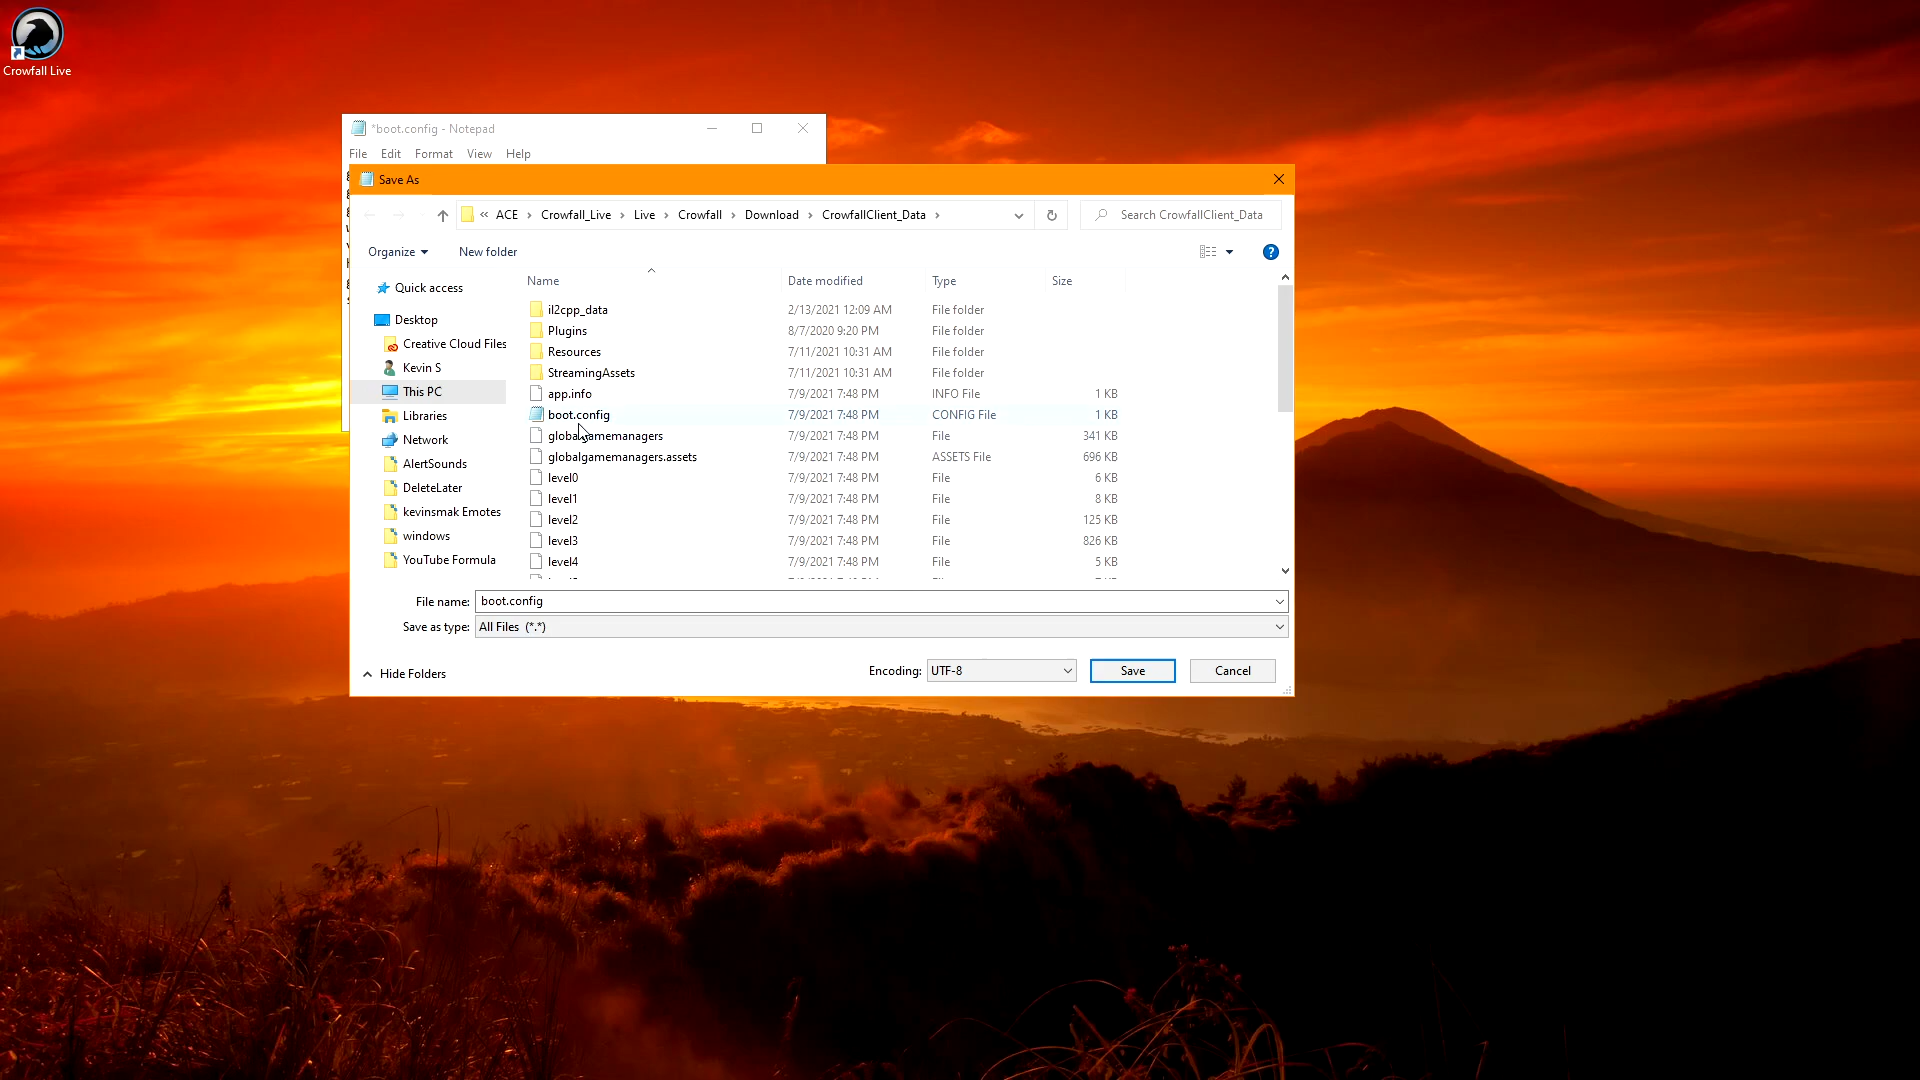 Crowfall Live
*boot.config - Notepad
File Edit Format View Help
Save As
« ACE › Crowfall_Live › Live › Crowfall › Download › CrowfallClient_Data ›
Search CrowfallClient_Data
Organize New folder
Name Date modified Type Size
Quick access
Desktop
Creative Cloud Files
Kevin S
This PC
Libraries
Network
AlertSounds
DeleteLater
kevinsmak Emotes
windows
YouTube Formula
il2cpp_data 2/13/2021 12:09 AM File folder
Plugins 8/7/2020 9:20 PM File folder
Resources 7/11/2021 10:31 AM File folder
StreamingAssets 7/11/2021 10:31 AM File folder
app.info 7/9/2021 7:48 PM INFO File 1 KB
boot.config 7/9/2021 7:48 PM CONFIG File 1 KB
globalgamemanagers 7/9/2021 7:48 PM File 341 KB
globalgamemanagers.assets 7/9/2021 7:48 PM ASSETS File 696 KB
level0 7/9/2021 7:48 PM File 6 KB
level1 7/9/2021 7:48 PM File 8 KB
level2 7/9/2021 7:48 PM File 125 KB
level3 7/9/2021 7:48 PM File 826 KB
level4 7/9/2021 7:48 PM File 5 KB
File name: boot.config
Save as type: All Files (*.*)
Hide Folders
Encoding: UTF-8
Save Cancel